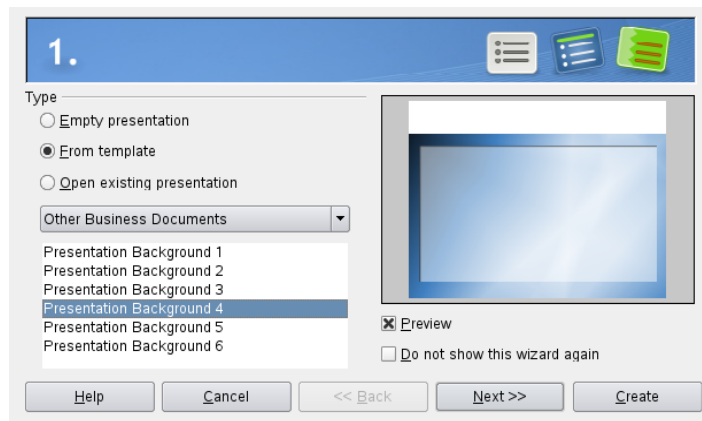 1.
Type
Empty presentation
From template
Open existing presentation
Other Business Documents
Presentation Background 1
Presentation Background 2
Presentation Background 3
Presentation Background 4
Presentation Background 5
Presentation Background 6
Preview
Do not show this wizard again
Help
Cancel
<< Back
Next >>
Create